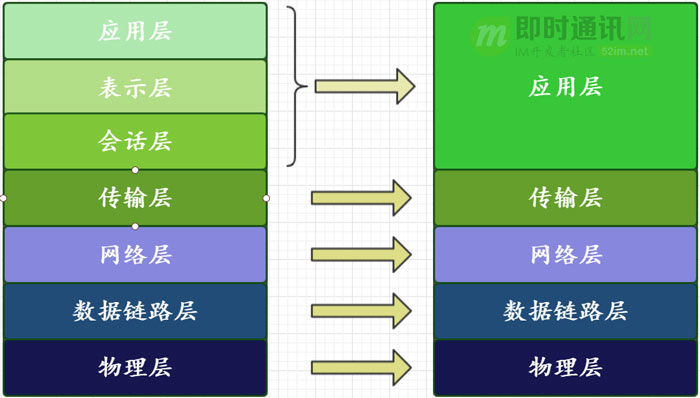 应用层
表示层
会话层
传输层
网络层
数据链路层
物理层
即时通讯网
IM开发者社区 52im.net
应用层
传输层
网络层
数据链路层
物理层